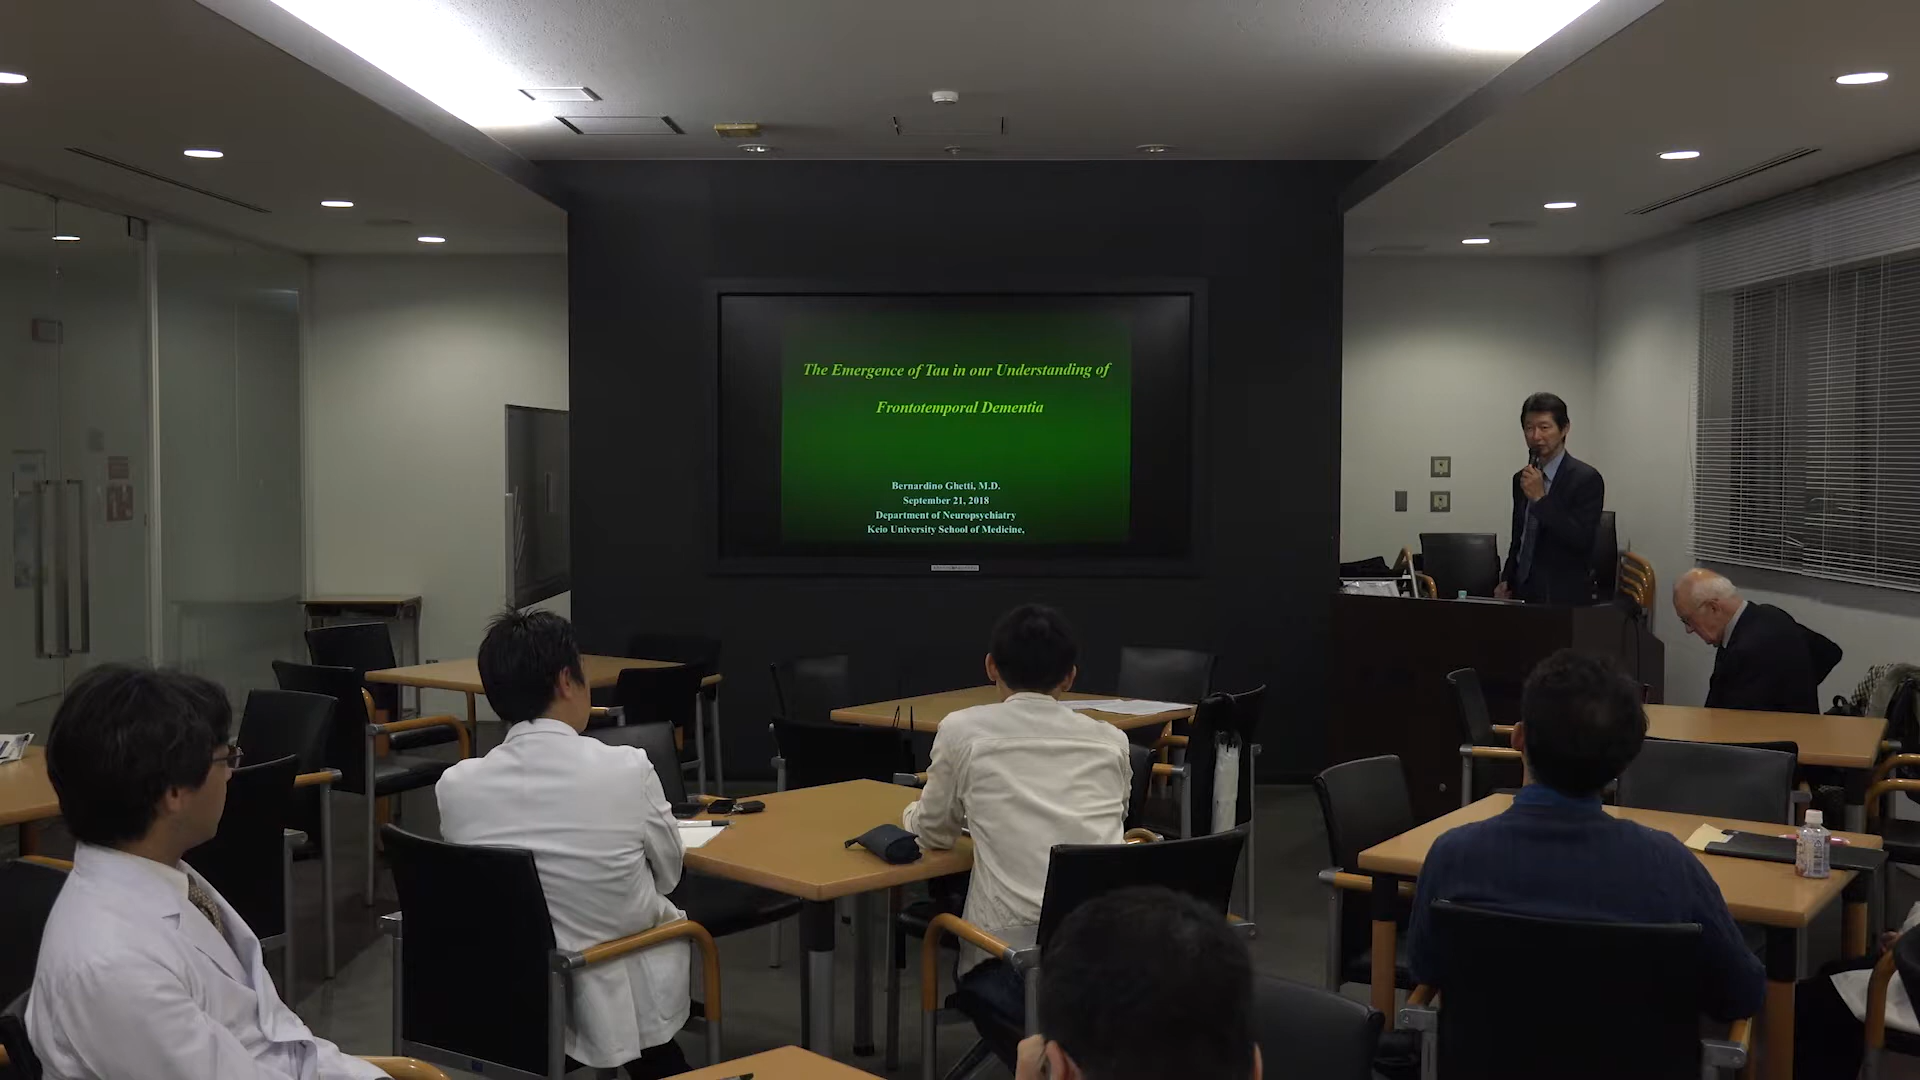 The Emergence of Tau in our Understanding of
Frontotemporal Dementia
Bernardino Ghetti, M.D.
September 21, 2018
Department of Neuropsychiatry
Keio University School of Medicine,